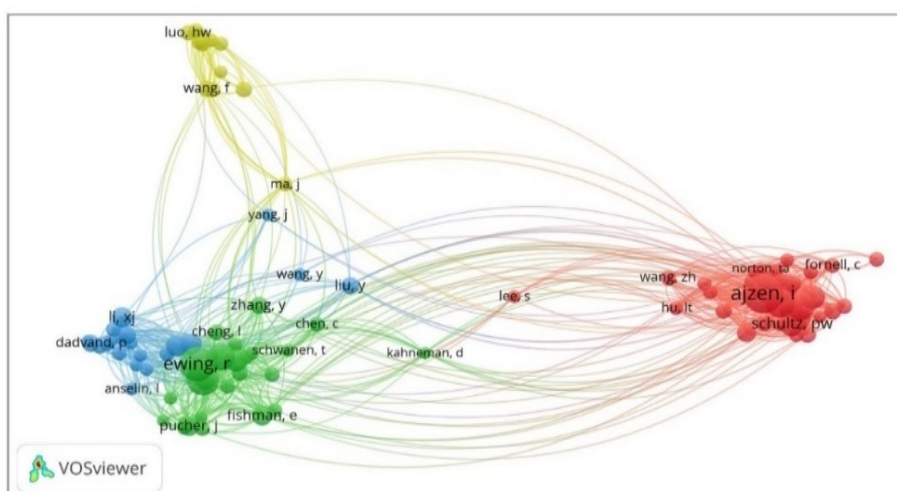 luo, hw
wang, f
ma, j
yang, j
wang, y
liu, y
zhang, y
chen, c
lee, s
wang, zh
norton, ta
fornell, c
ajzen, i
hu, lt
schultz, pw
li, xj
dadvand, p
cheng, l
schwanen, t
kahneman, d
ewing, r
anselin, l
fishman, e
pucher, j
VOSviewer